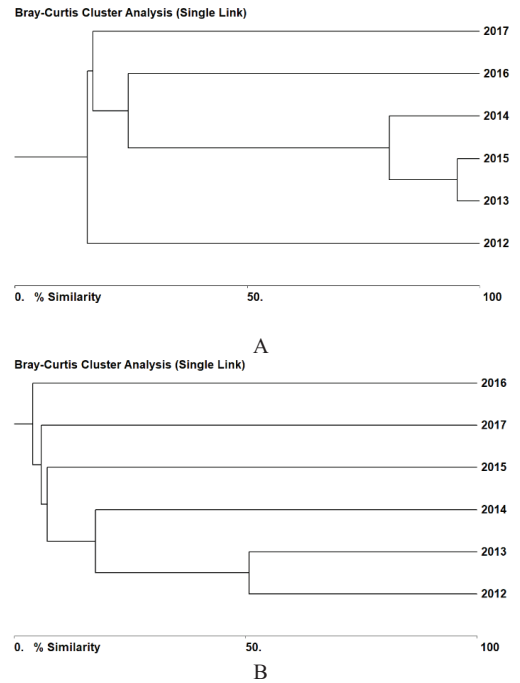 Bray-Curtis Cluster Analysis (Single Link)
2017
2016
2014
2015
2013
2012
0. % Similarity 50. 100
A
Bray-Curtis Cluster Analysis (Single Link)
2016
2017
2015
2014
2013
2012
0. % Similarity 50. 100
B